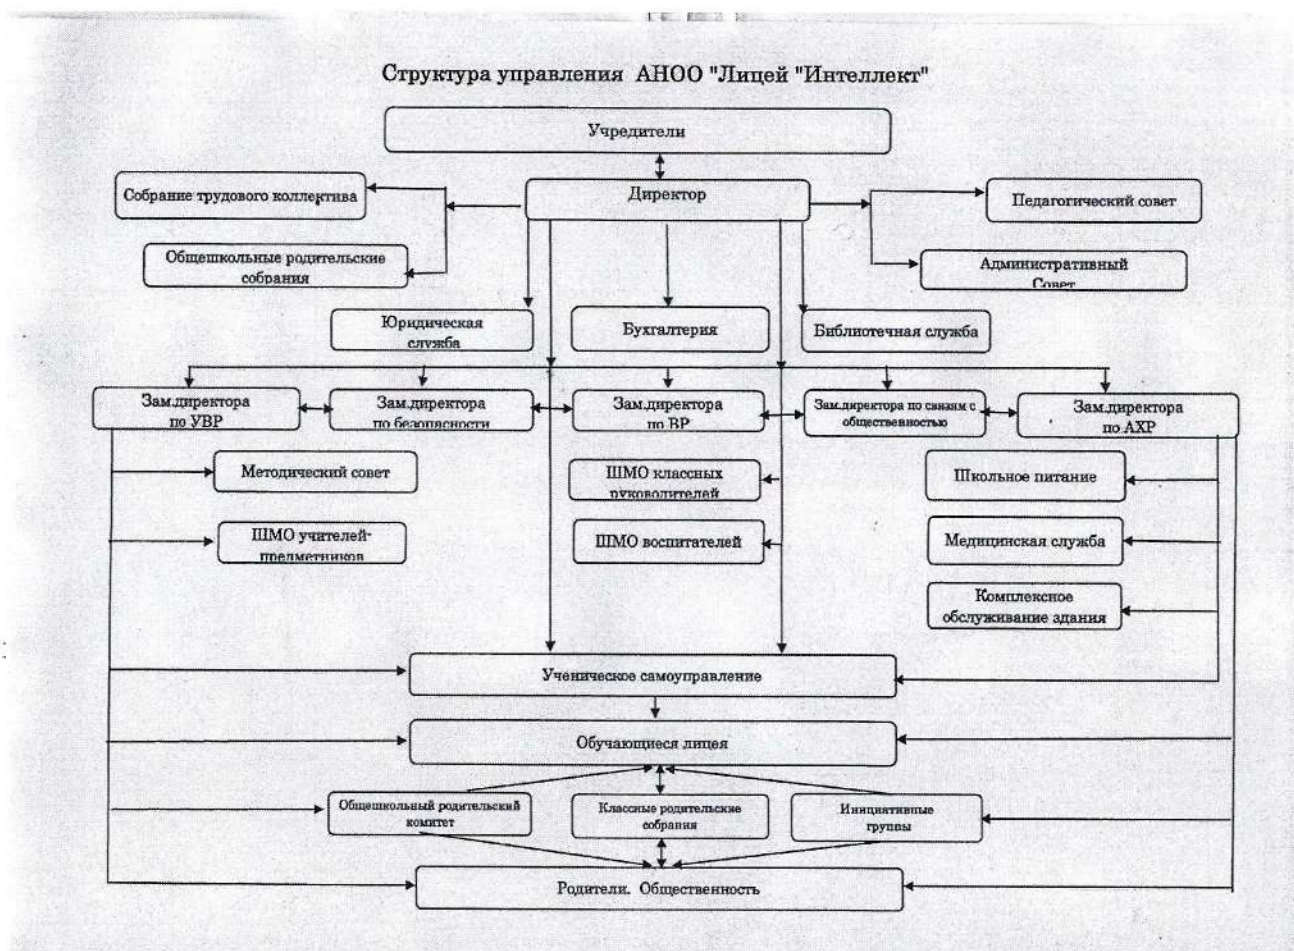 Структура управления АНОО "Лицей "Интеллект"
Учредители
Директор
Собрание трудового коллектива
Педагогический совет
Общешкольные родительские
собрания
Административный
Совет
Юридическая
служба
Бухгалтерия
Библиотечная служба
Зам.директора
по УВР
Зам.директора
по безопасности
Зам.директора
по ВР
Зам.директора по связям с
общественностью
Зам.директора
по АХР
Методический совет
ШМО классных
руководителей
Школьное питание
ШМО учителей-
предметников
ШМО воспитателей
Медицинская служба
Комплексное
обслуживание здания
Ученическое самоуправление
Обучающиеся лицея
Общешкольный родительский
комитет
Классные родительские
собрания
Инициативные
группы
Родители. Общественность